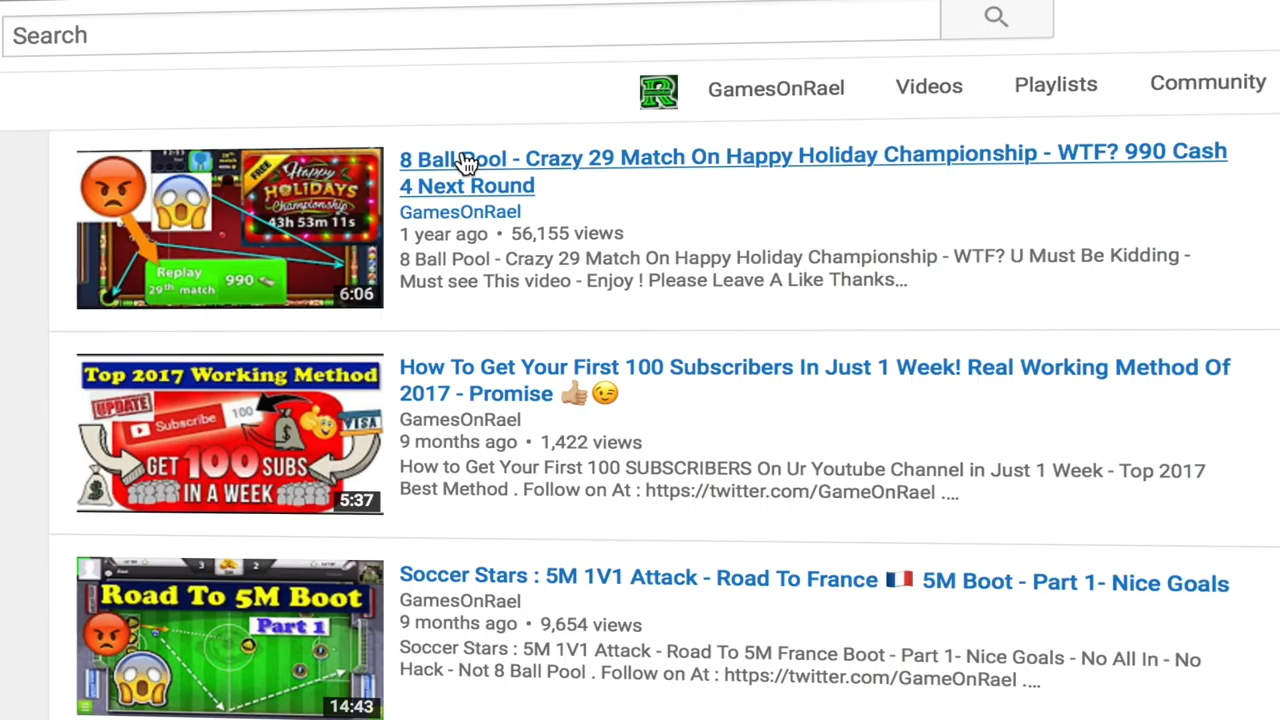 Search
GamesOnRael Videos Playlists Community
FREE
Happy
HOLIDAYS
Championship
43h 53m 11s
Replay
29th match 990
6:06
8 Ball Pool - Crazy 29 Match On Happy Holiday Championship - WTF? 990 Cash
4 Next Round
GamesOnRael
1 year ago • 56,155 views
8 Ball Pool - Crazy 29 Match On Happy Holiday Championship - WTF? U Must Be Kidding -
Must see This video - Enjoy ! Please Leave A Like Thanks...
Top 2017 Working Method
UPDATE
Subscribe 100
VISA
GET 100 SUBS
IN A WEEK
5:37
How To Get Your First 100 Subscribers In Just 1 Week! Real Working Method Of
2017 - Promise 👍🏼😉
GamesOnRael
9 months ago • 1,422 views
How to Get Your First 100 SUBSCRIBERS On Ur Youtube Channel in Just 1 Week - Top 2017
Best Method . Follow on At : https://twitter.com/GameOnRael ....
3 2
Road To 5M Boot
Part 1
14:43
Soccer Stars : 5M 1V1 Attack - Road To France 🇫🇷 5M Boot - Part 1- Nice Goals
GamesOnRael
9 months ago • 9,654 views
Soccer Stars : 5M 1V1 Attack - Road To 5M France Boot - Part 1- Nice Goals - No All In - No
Hack - Not 8 Ball Pool . Follow on At : https://twitter.com/GameOnRael ....